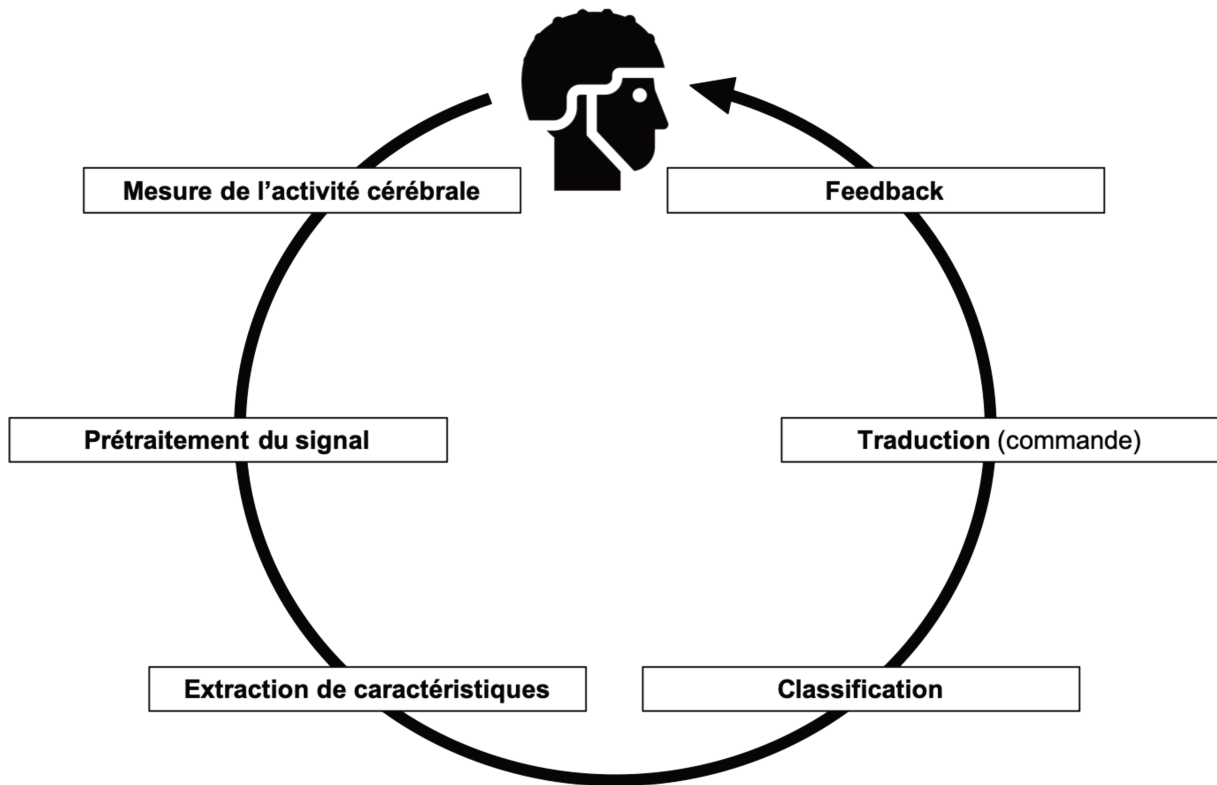 Mesure de l’activité cérébrale
Feedback
Prétraitement du signal
Traduction (commande)
Extraction de caractéristiques
Classification